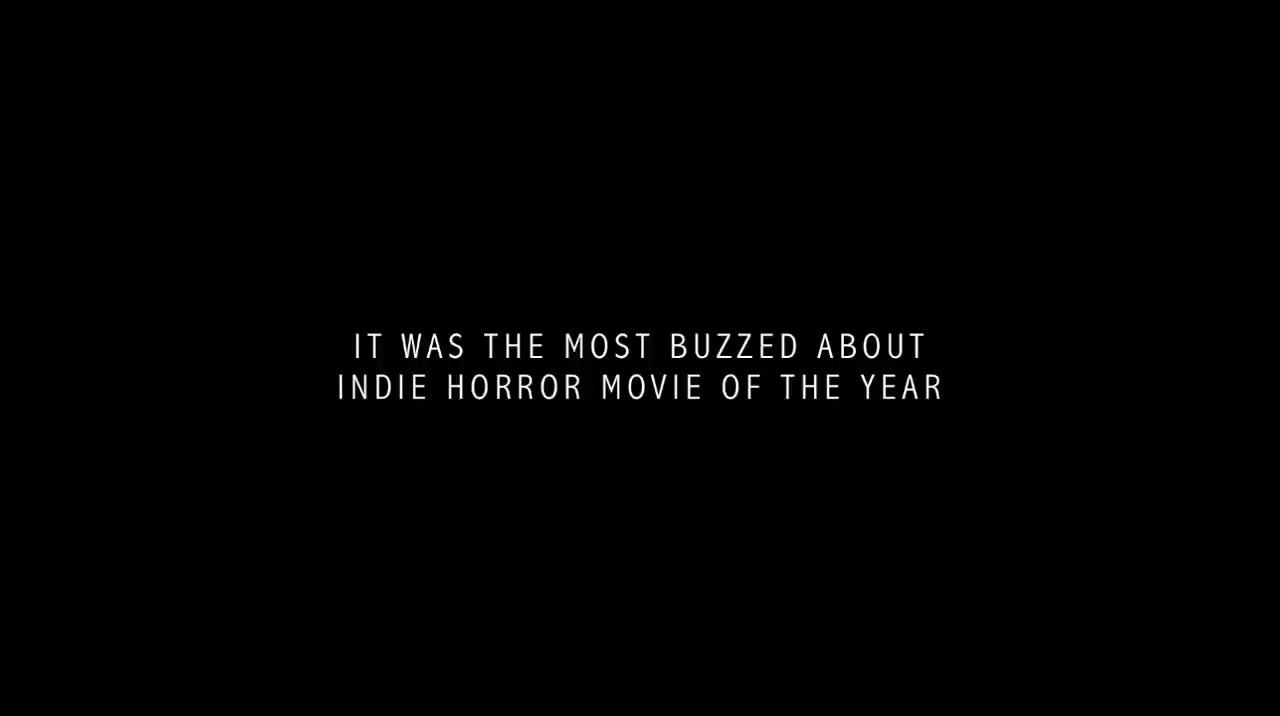 IT WAS THE MOST BUZZED ABOUT
INDIE HORROR MOVIE OF THE YEAR